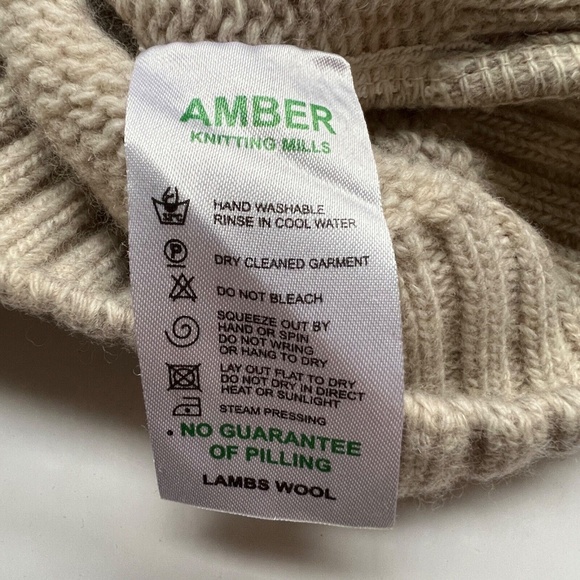 AMBER
KNITTING MILLS
HAND WASHABLE
RINSE IN COOL WATER
P
DRY CLEANED GARMENT
DO NOT BLEACH
SQUEEZE OUT BY
HAND OR SPIN
DO NOT WRING
OR HANG TO DRY
LAY OUT FLAT TO DRY
DO NOT DRY IN DIRECT
HEAT OR SUNLIGHT
STEAM PRESSING
• NO GUARANTEE
OF PILLING
LAMBS WOOL